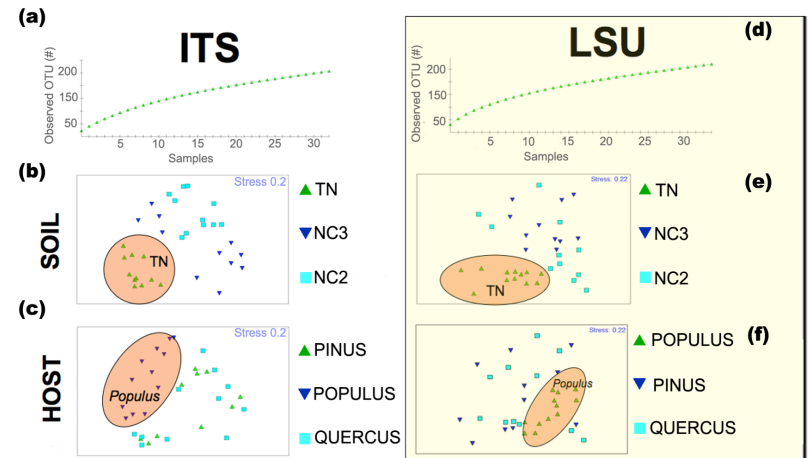 (a)
ITS
Observed OTU (#)
200
150
50
5 10 15 20 25 30
Samples
(b)
SOIL
Stress 0.2
TN
TN
NC3
NC2
(c)
HOST
Stress 0.2
Populus
PINUS
POPULUS
QUERCUS
(d)
LSU
Observed OTU (#)
200
150
50
5 10 15 20 25 30
Samples
(e)
Stress: 0.22
TN
TN
NC3
NC2
(f)
Stress: 0.22
Populus
POPULUS
PINUS
QUERCUS